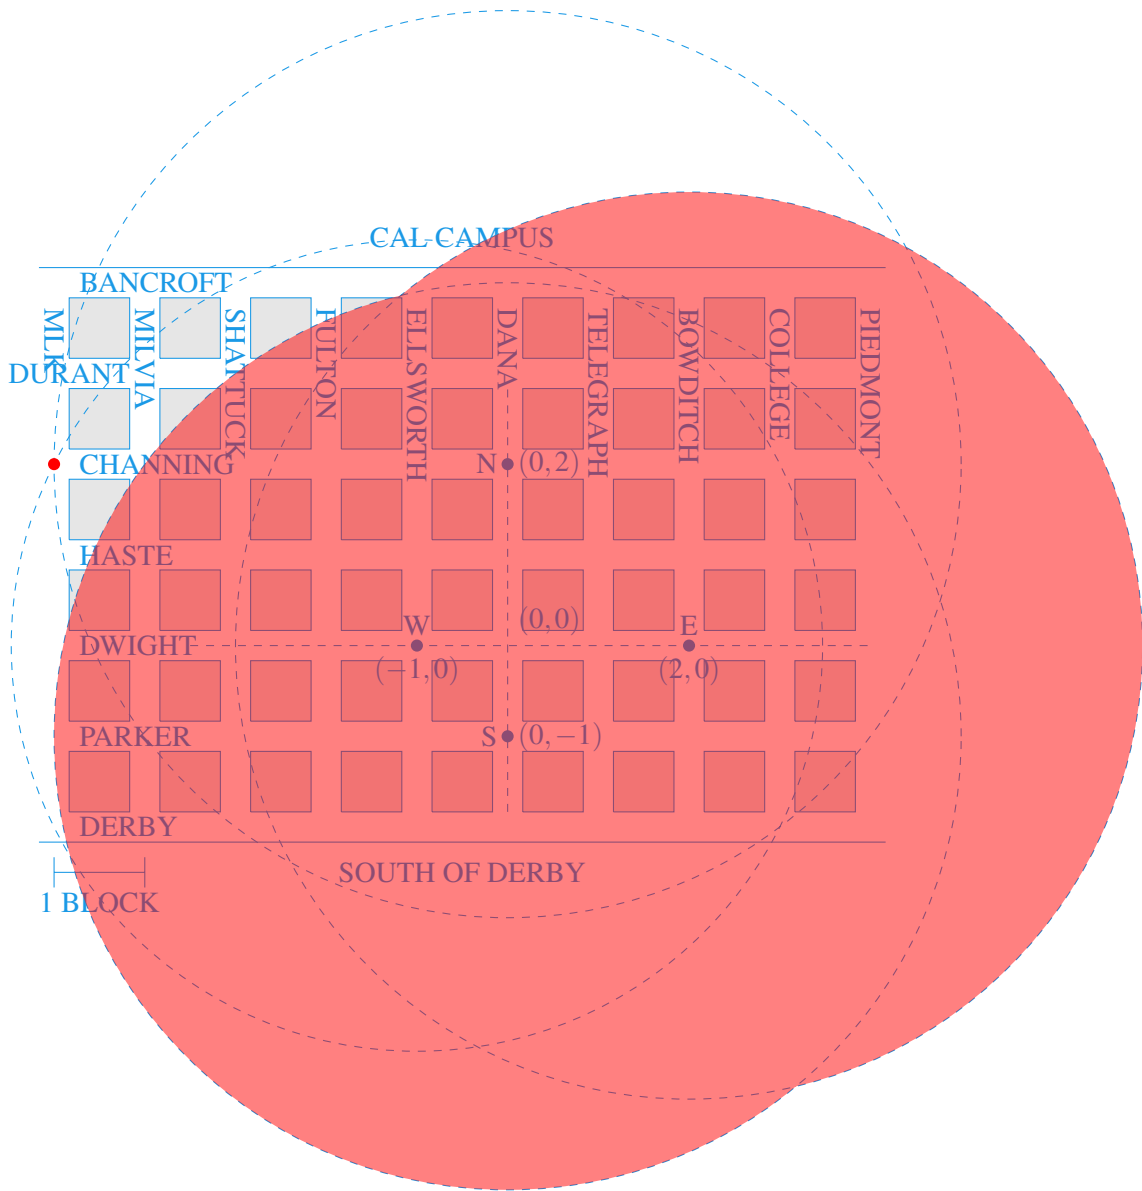 CAL CAMPUS
BANCROFT
MLK
MILVIA
SHATTUCK
FULTON
ELLSWORTH
DANA
TELEGRAPH
BOWDITCH
COLLEGE
PIEDMONT
DURANT
CHANNING
N (0, 2)
HASTE
W
(0, 0)
E
DWIGHT
(−1, 0)
(2, 0)
PARKER
S (0, −1)
DERBY
SOUTH OF DERBY
1 BLOCK